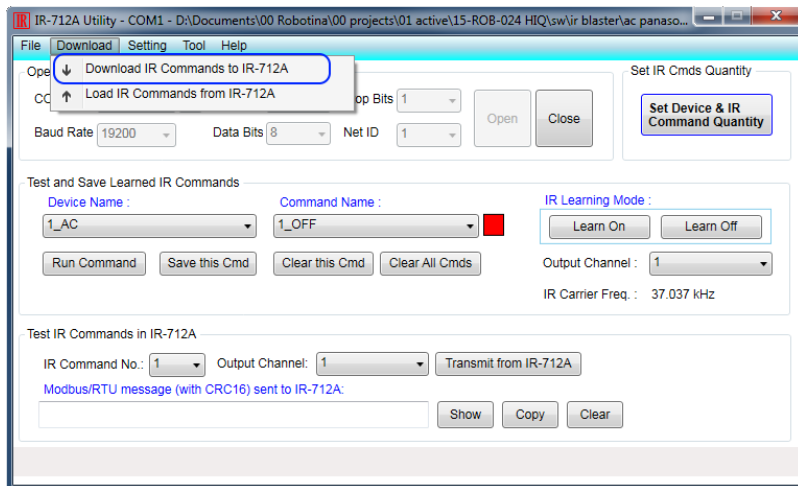 IR IR-712A Utility - COM1 - D:\Documents\00 Robotina\00 projects\01 active\15-ROB-024 HIQ\sw\ir blaster\ac panaso...
File Download Setting Tool Help
Download IR Commands to IR-712A
Load IR Commands from IR-712A
Set IR Cmds Quantity
Bits 1
Open Close
Set Device & IR Command Quantity
Baud Rate 19200 Data Bits 8 Net ID 1
Test and Save Learned IR Commands
Device Name : Command Name : IR Learning Mode :
1_AC 1_OFF Learn On Learn Off
Run Command Save this Cmd Clear this Cmd Clear All Cmds Output Channel : 1
IR Carrier Freq. : 37.037 kHz
Test IR Commands in IR-712A
IR Command No.: 1 Output Channel: 1 Transmit from IR-712A
Modbus/RTU message (with CRC16) sent to IR-712A:
Show Copy Clear